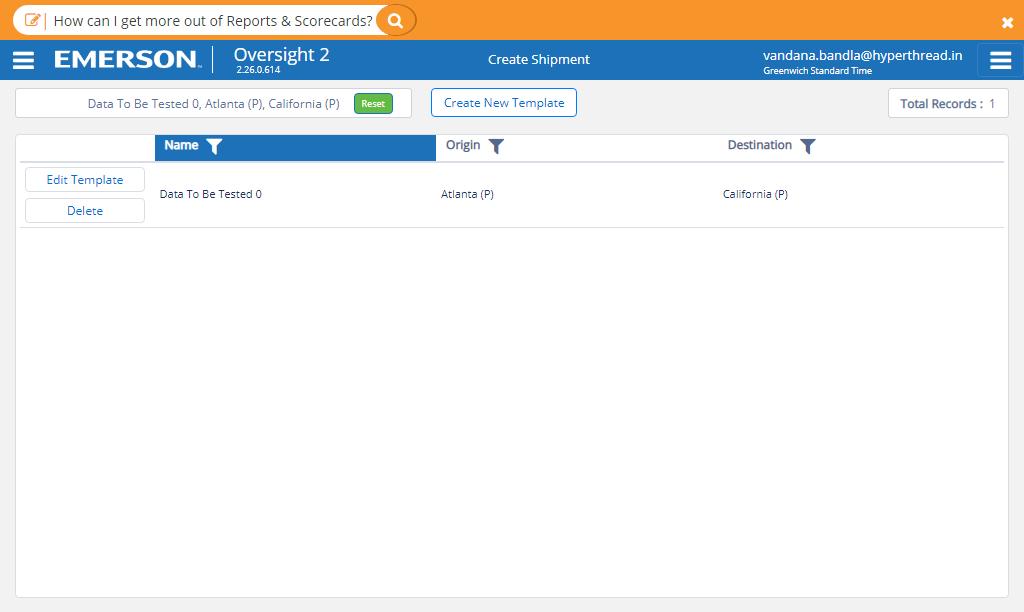 How can I get more out of Reports & Scorecards?
EMERSON
Oversight 2
2.26.0.614
Create Shipment
vandana.bandla@hyperthread.in
Greenwich Standard Time
Data To Be Tested 0, Atlanta (P), California (P)
Reset
Create New Template
Total Records : 1
Name
Origin
Destination
Edit Template
Delete
Data To Be Tested 0
Atlanta (P)
California (P)